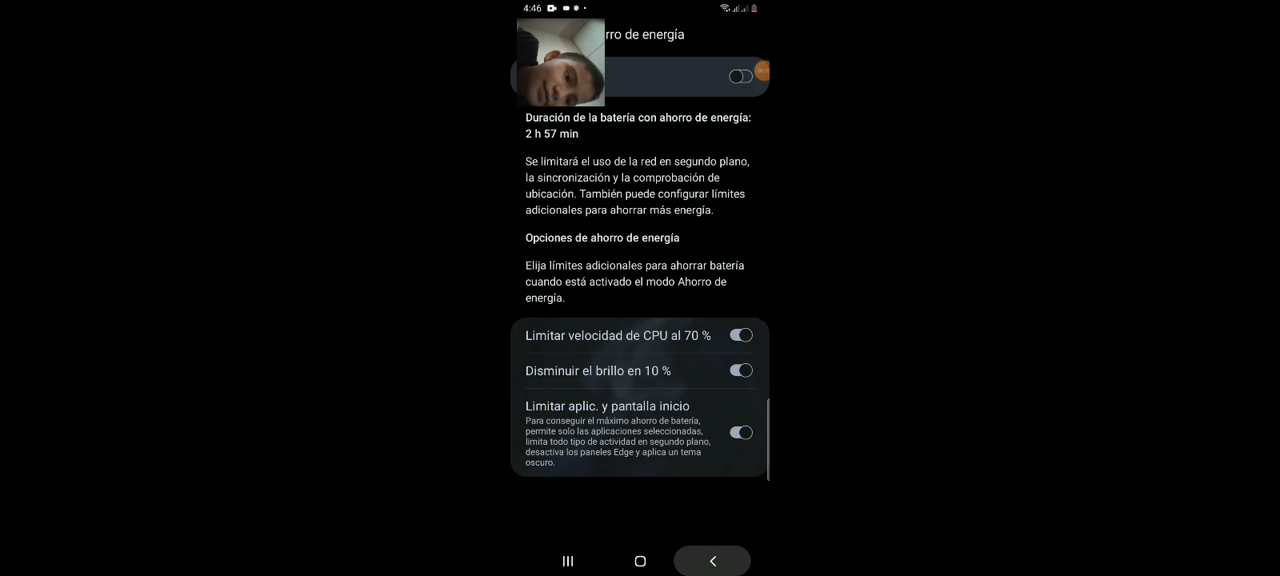 4:46
rro de energía
Duración de la batería con ahorro de energía:
2 h 57 min
Se limitará el uso de la red en segundo plano,
la sincronización y la comprobación de
ubicación. También puede configurar límites
adicionales para ahorrar más energía.
Opciones de ahorro de energía
Elija límites adicionales para ahorrar batería
cuando está activado el modo Ahorro de
energía.
Limitar velocidad de CPU al 70 %
Disminuir el brillo en 10 %
Limitar aplic. y pantalla inicio
Para conseguir el máximo ahorro de batería,
permite solo las aplicaciones seleccionadas,
limita todo tipo de actividad en segundo plano,
desactiva los paneles Edge y aplica un tema
oscuro.